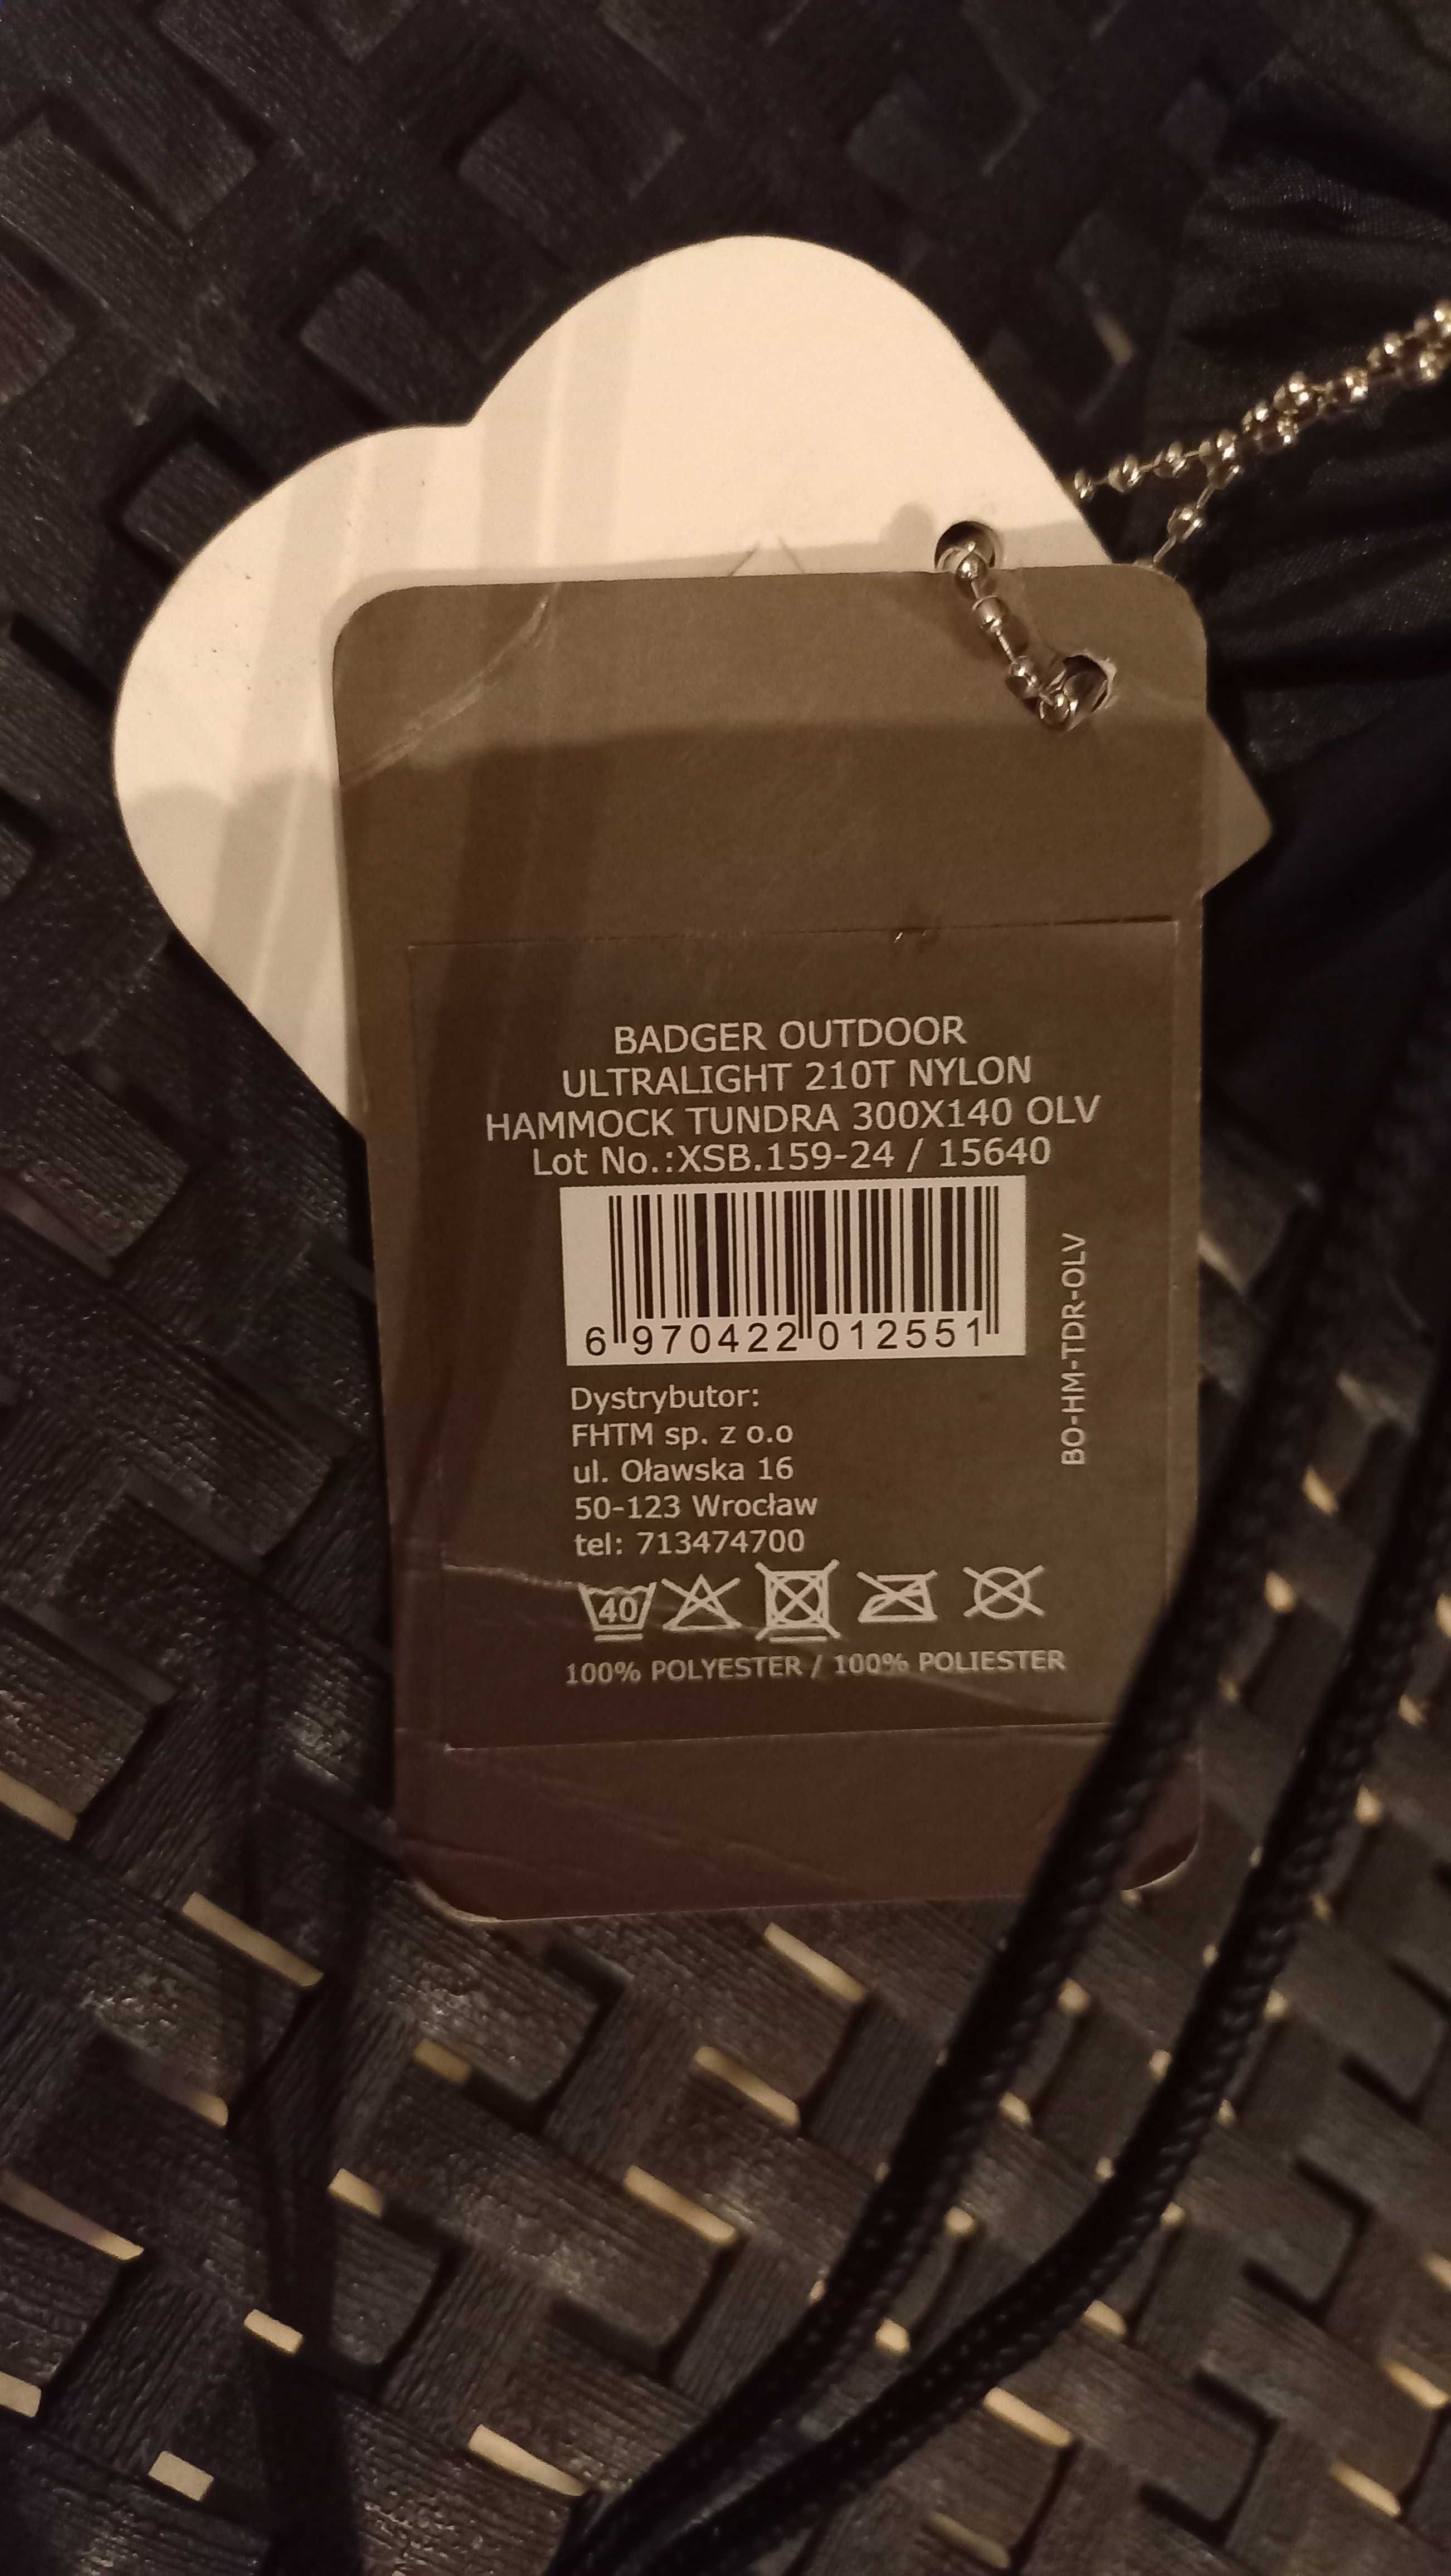 BADGER OUTDOOR
ULTRALIGHT 210T NYLON
HAMMOCK TUNDRA 300X140 OLV
Lot No.:XSB.159-24 / 15640
6 970422 012551
BO-HM-TDR-OLV
Dystrybutor:
FHTM sp. z o.o
ul. Oławska 16
50-123 Wrocław
tel: 713474700
40
100% POLYESTER / 100% POLIESTER